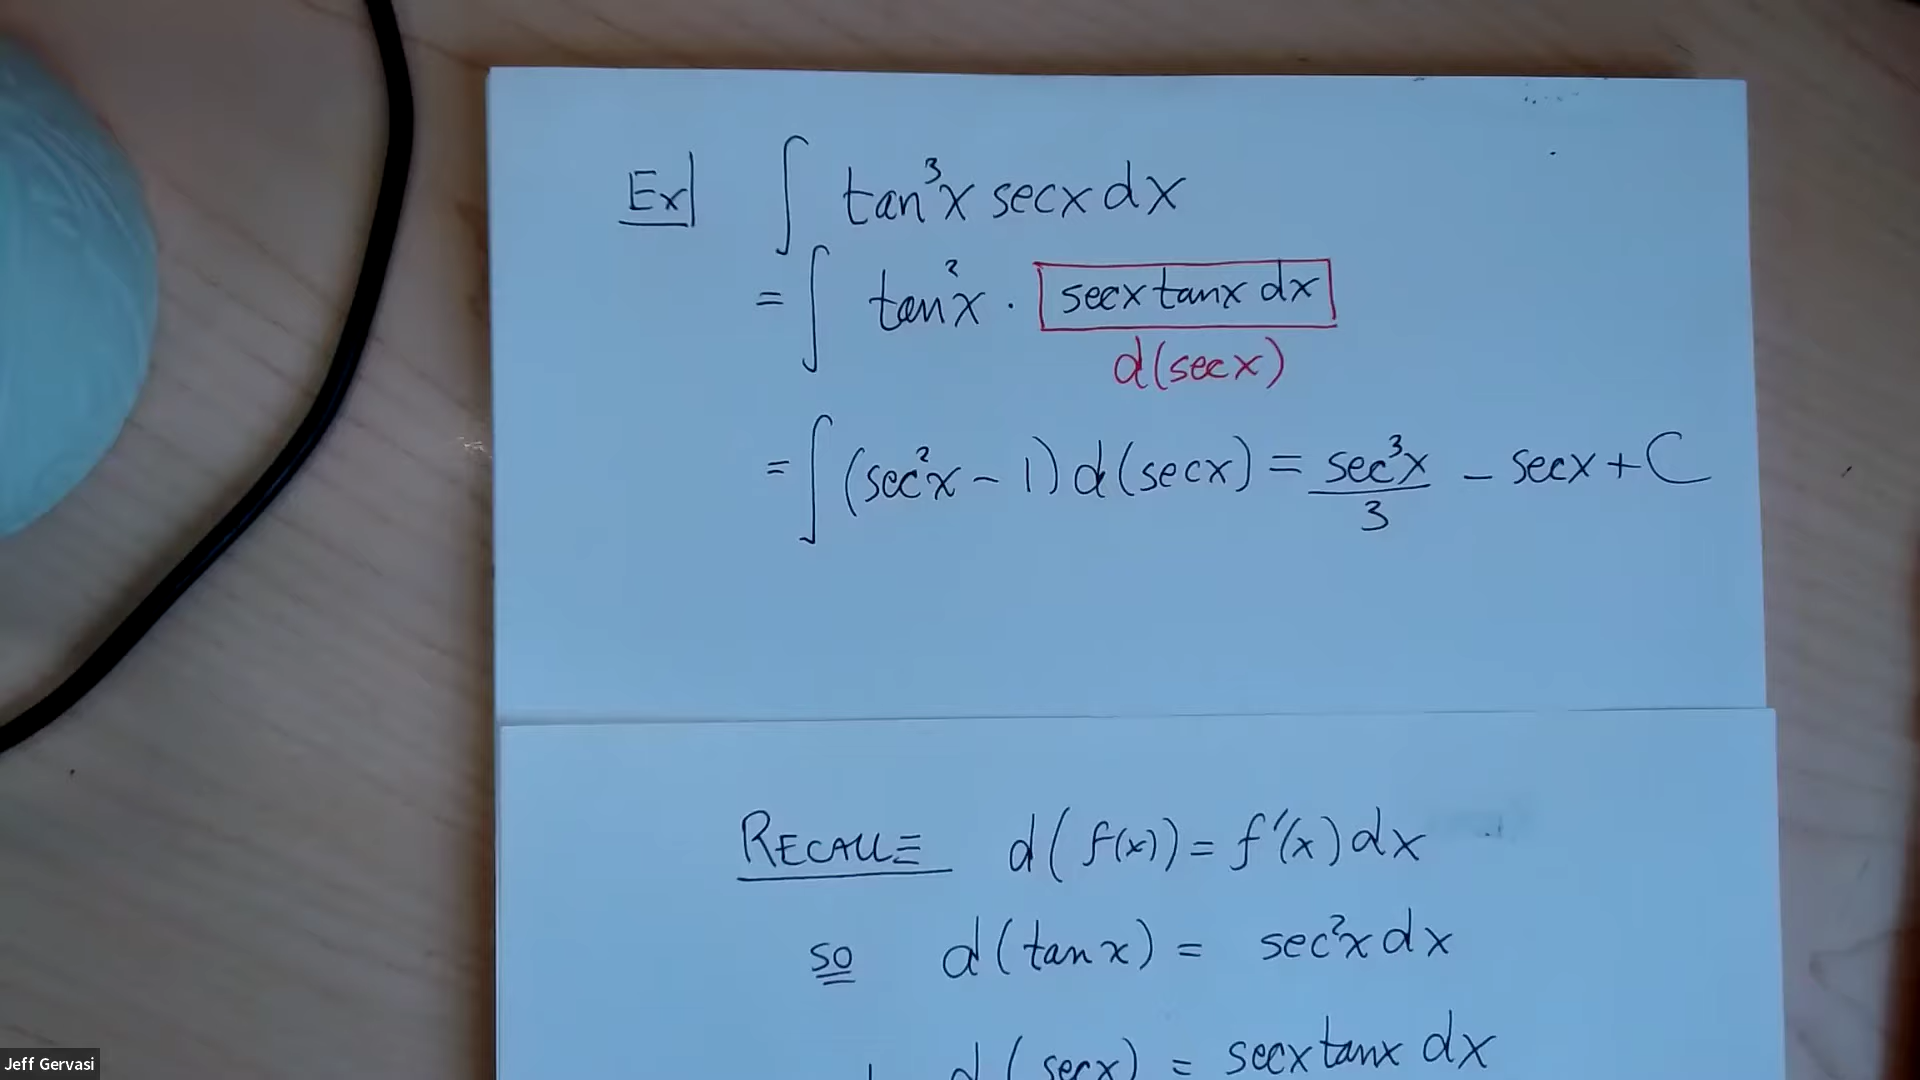 Ex| ∫ tan³x secx dx
= ∫ tan²x · secx tanx dx
d(secx)
= ∫ (sec²x - 1) d(secx) = sec³x/3 - secx + C
RECALL d(f(x)) = f'(x) dx
so d(tanx) = sec²x dx
d(secx) = secx tanx dx
Jeff Gervasi